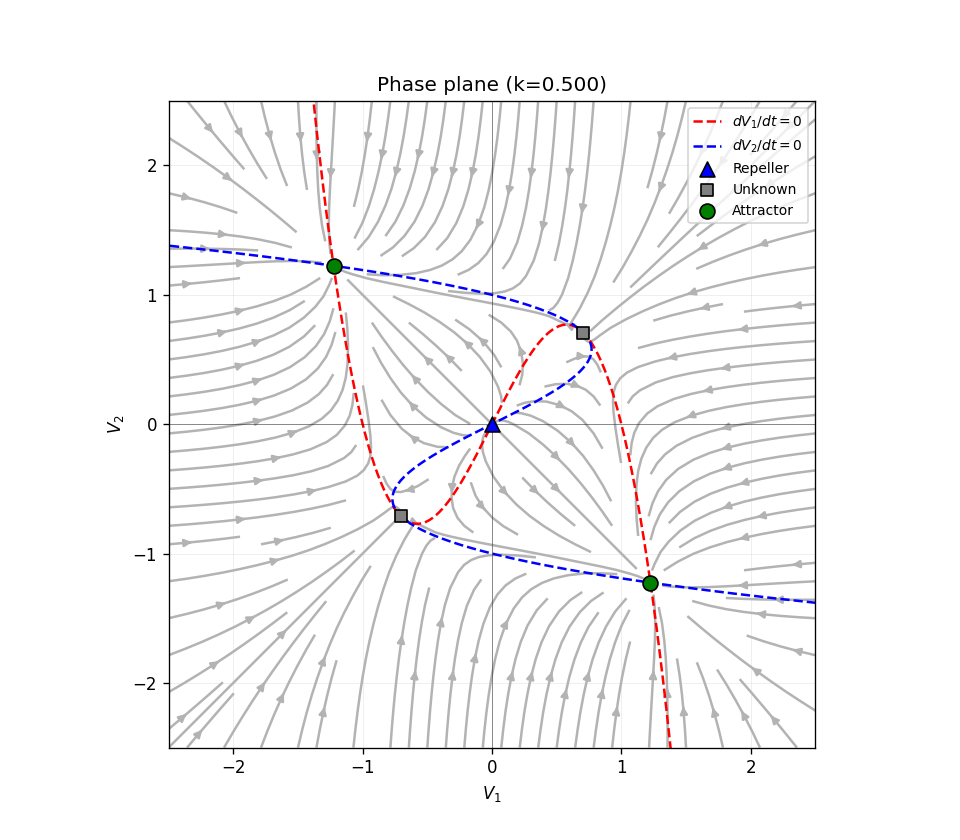 Phase plane (k=0.500)
dV₁/dt = 0
dV₂/dt = 0
Repeller
Unknown
Attractor
2
1
0
−1
−2
V₂
−2 −1 0 1 2
V₁